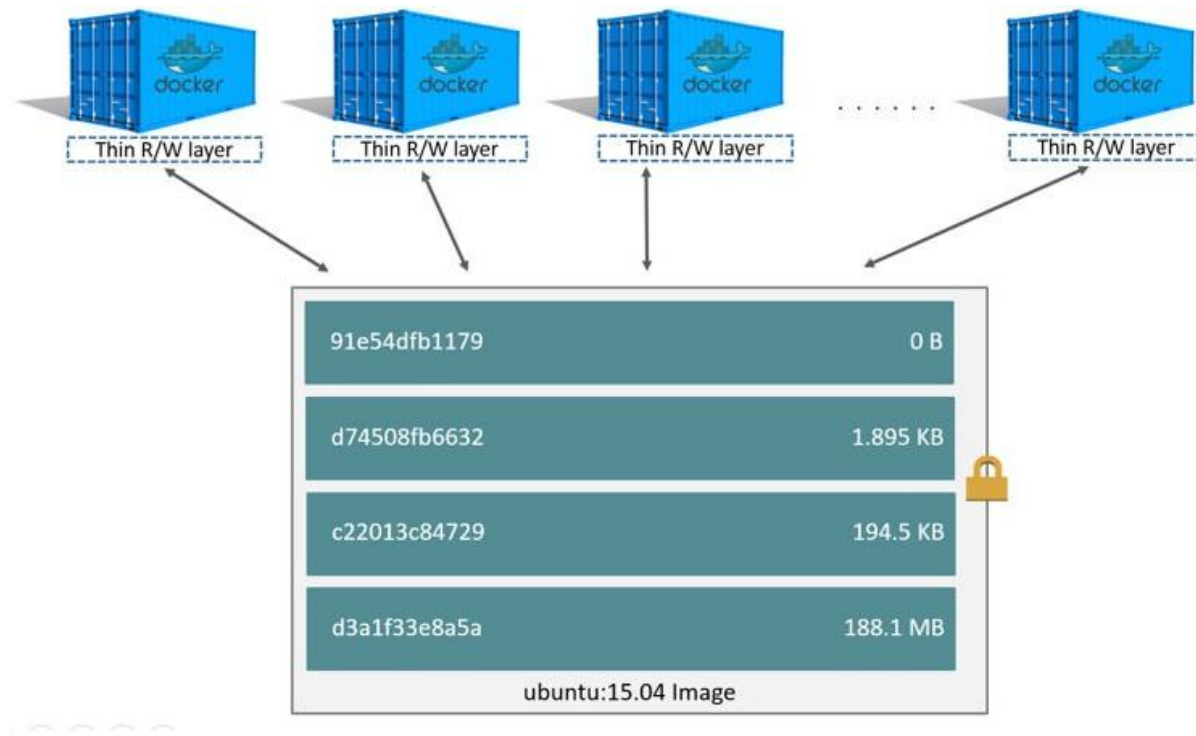 docker docker docker docker
Thin R/W layer Thin R/W layer Thin R/W layer ...... Thin R/W layer
91e54dfb1179 0 B
d74508fb6632 1.895 KB
c22013c84729 194.5 KB
d3a1f33e8a5a 188.1 MB
ubuntu:15.04 Image